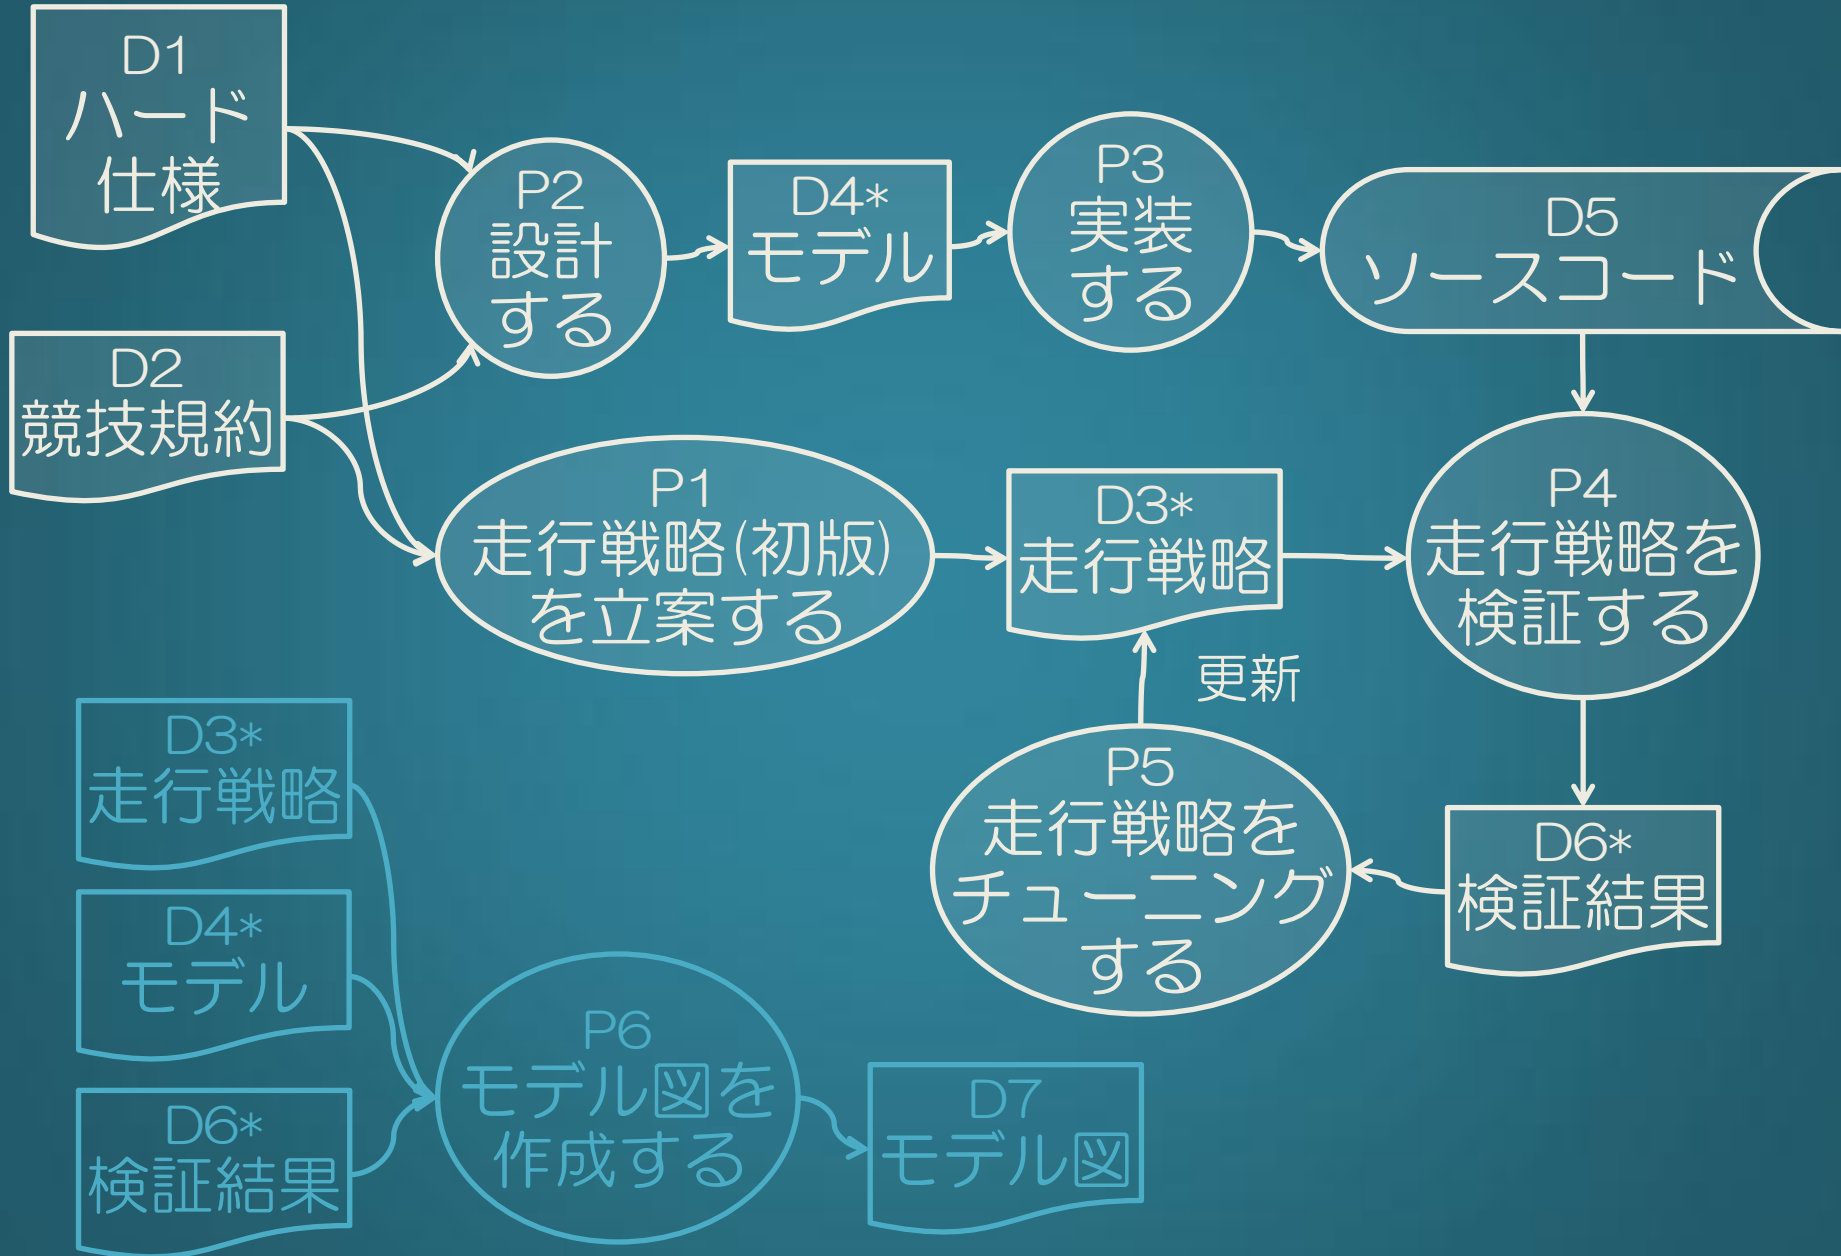 D1
ハード
仕様
P2
設計
する
D4*
モデル
P3
実装
する
D5
ソースコード
D2
競技規約
P1
走行戦略(初版)
を立案する
D3*
走行戦略
P4
走行戦略を
検証する
更新
P5
走行戦略を
チューニング
する
D6*
検証結果
D3*
走行戦略
D4*
モデル
D6*
検証結果
P6
モデル図を
作成する
D7
モデル図